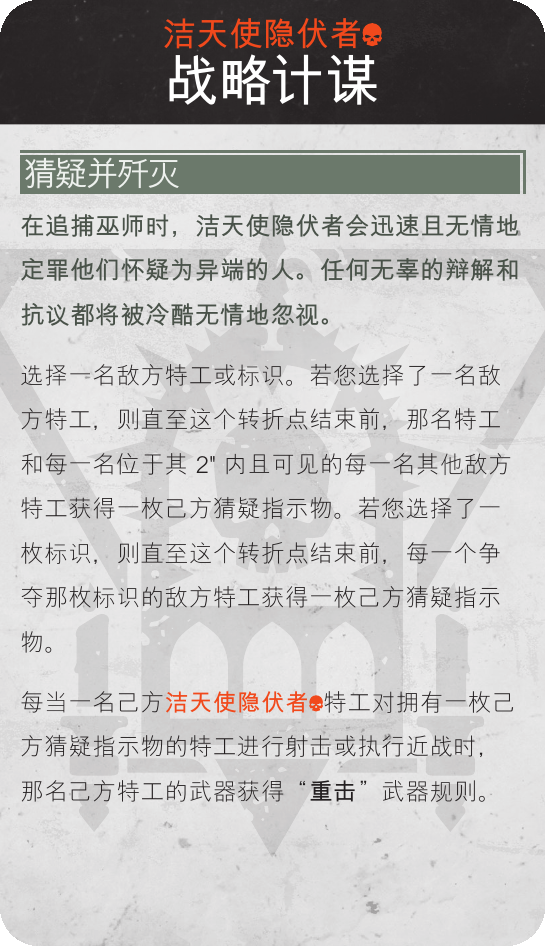 洁天使隐伏者
战略计谋
猜疑并歼灭
在追捕巫师时，洁天使隐伏者会迅速且无情地
定罪他们怀疑为异端的人。任何无辜的辩解和
抗议都将被冷酷无情地忽视。
选择一名敌方特工或标识。若您选择了一名敌
方特工，则直至这个转折点结束前，那名特工
和每一名位于其 2" 内且可见的每一名其他敌方
特工获得一枚己方猜疑指示物。若您选择了一
枚标识，则直至这个转折点结束前，每一个争
夺那枚标识的敌方特工获得一枚己方猜疑指示
物。
每当一名己方洁天使隐伏者特工对拥有一枚己
方猜疑指示物的特工进行射击或执行近战时，
那名己方特工的武器获得“重击”武器规则。